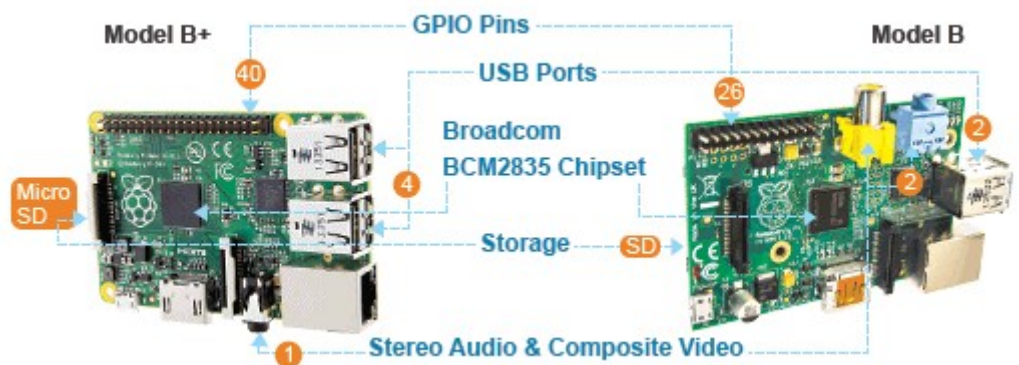 GPIO Pins
Model B+
Model B
40
USB Ports
26
Broadcom
2
BCM2835 Chipset
4
2
Micro
SD
Storage
SD
1
Stereo Audio & Composite Video